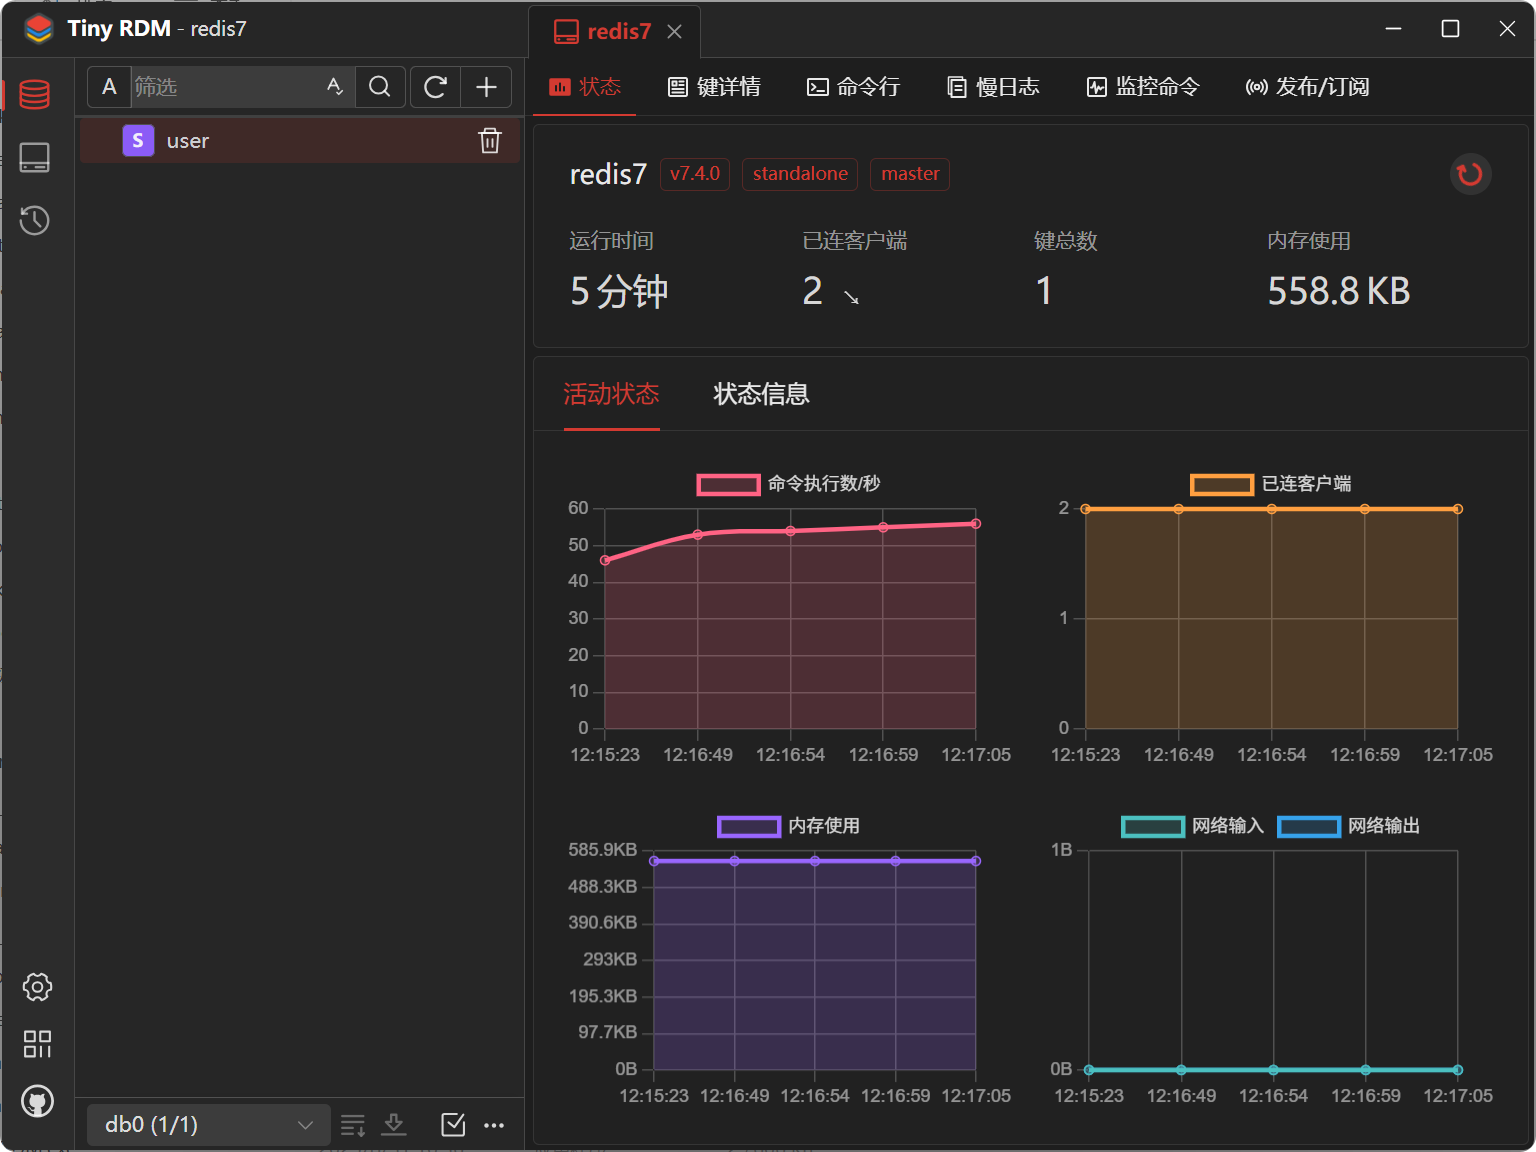 Tiny RDM - redis7
redis7
A 筛选
状态 键详情 命令行 慢日志 监控命令 发布/订阅
S user
redis7 v7.4.0 standalone master
运行时间 已连客户端 键总数 内存使用
5 分钟 2 1 558.8 KB
活动状态 状态信息
命令执行数/秒
60
50
40
30
20
10
0
12:15:23 12:16:49 12:16:54 12:16:59 12:17:05
已连客户端
2
1
0
12:15:23 12:16:49 12:16:54 12:16:59 12:17:05
内存使用
585.9KB
488.3KB
390.6KB
293KB
195.3KB
97.7KB
0B
12:15:23 12:16:49 12:16:54 12:16:59 12:17:05
网络输入 网络输出
1B
0B
12:15:23 12:16:49 12:16:54 12:16:59 12:17:05
db0 (1/1)